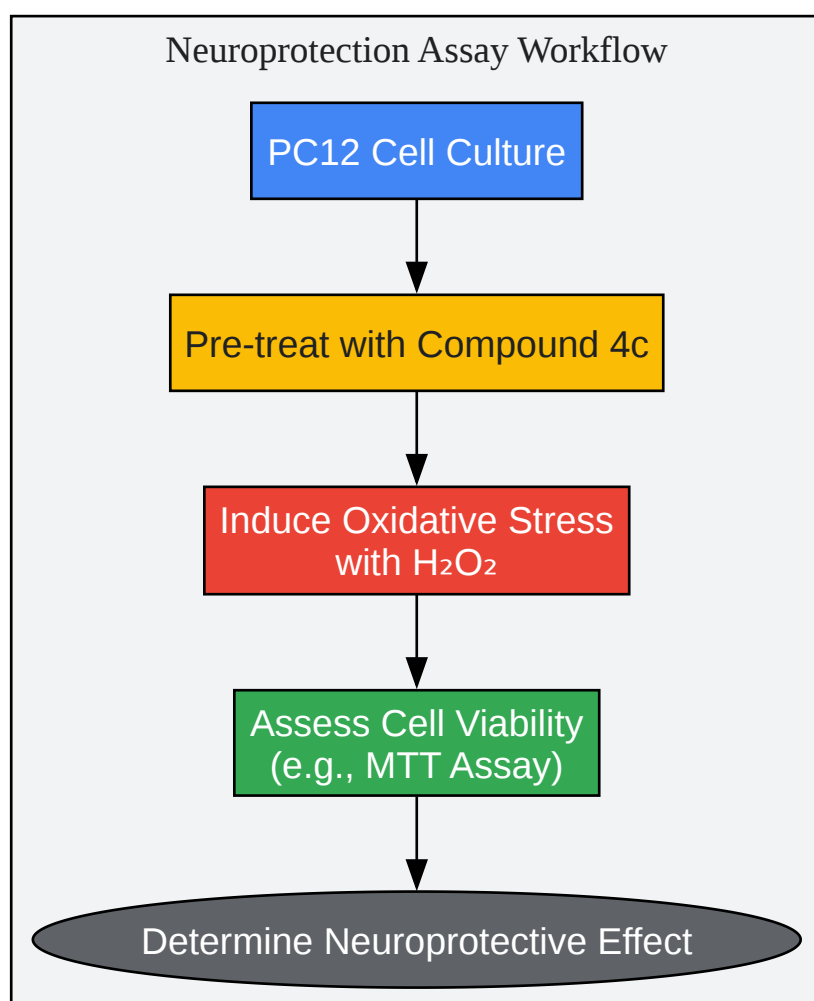 Neuroprotection Assay Workflow
PC12 Cell Culture
Pre-treat with Compound 4c
Induce Oxidative Stress
with H₂O₂
Assess Cell Viability
(e.g., MTT Assay)
Determine Neuroprotective Effect